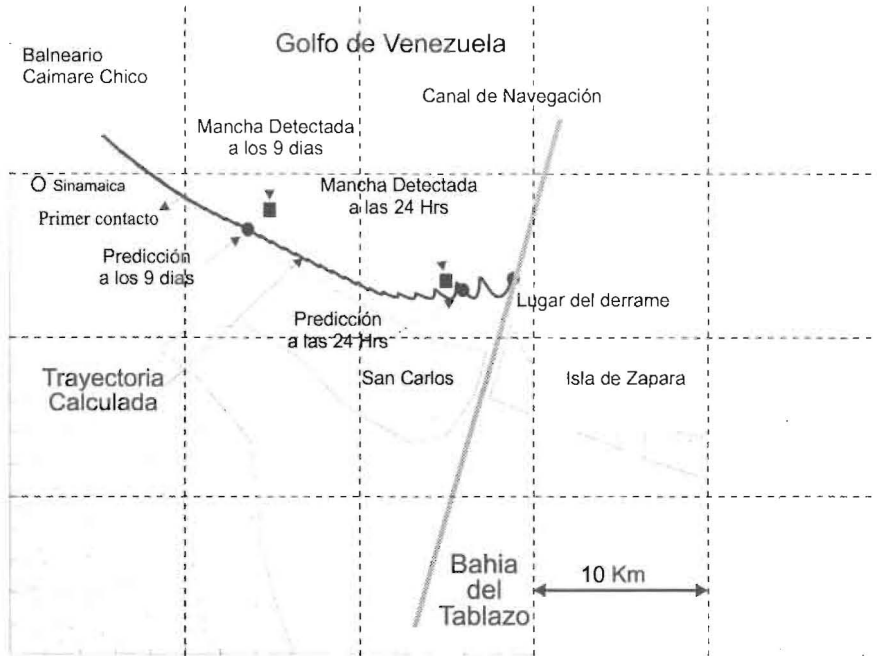 Golfo de Venezuela
Balneario
Caimare Chico
Canal de Navegación
Mancha Detectada
a los 9 dias
Mancha Detectada
a las 24 Hrs
Sinamaica
Primer contacto
Predicción
a los 9 dias
Lugar del derrame
Predicción
a las 24 Hrs
Trayectoria
Calculada
San Carlos
Isla de Zapara
Bahia
del
Tablazo
10 Km